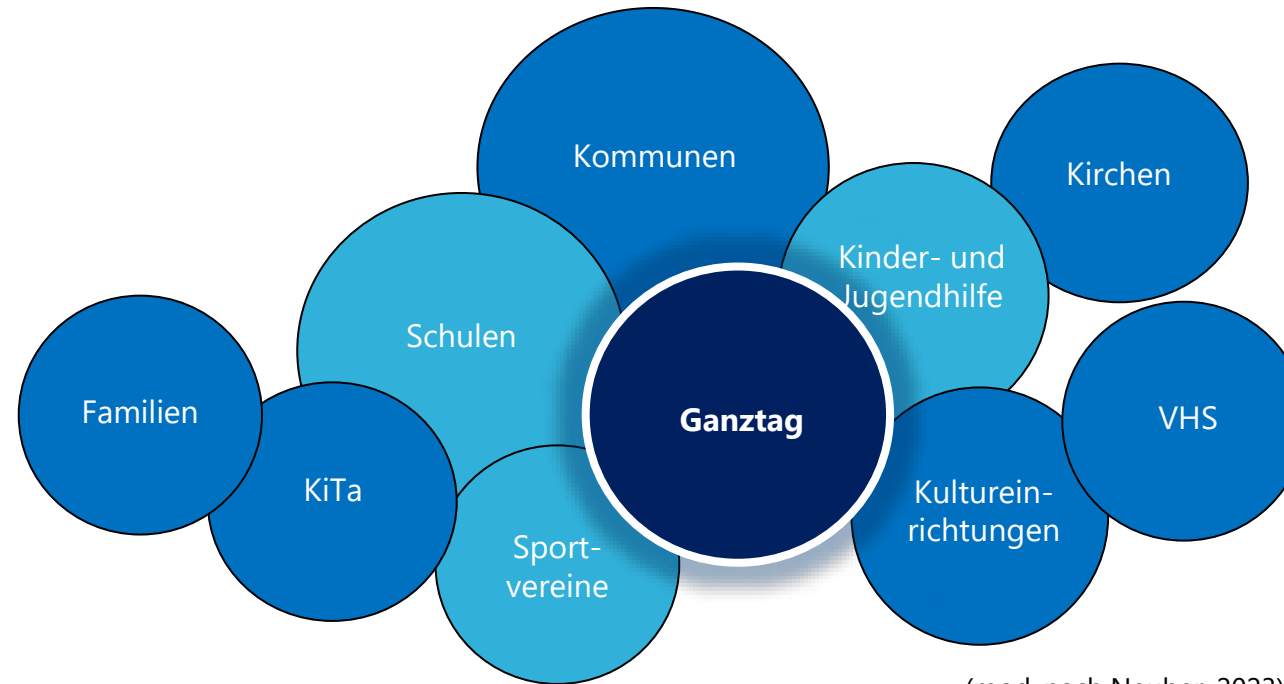 Kommunen
Kirchen
Kinder- und
Jugendhilfe
Schulen
Familien
Ganztag
VHS
KiTa
Kulturein-
richtungen
Sport-
vereine